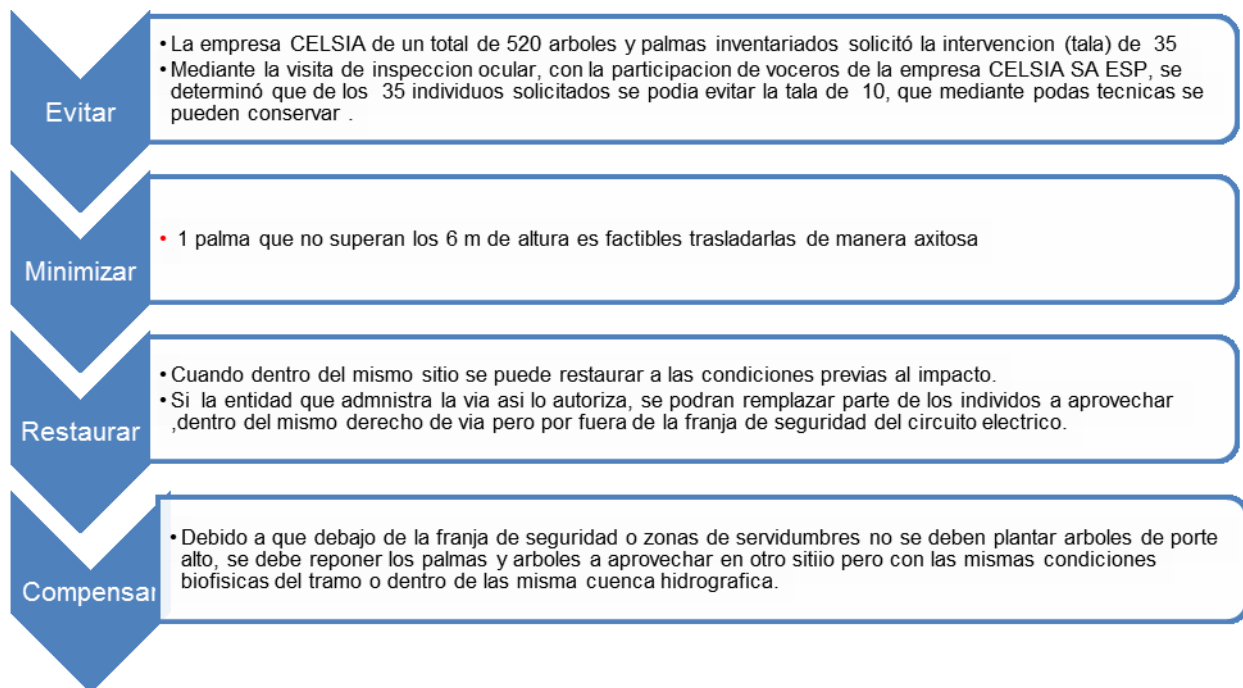 Evitar
• La empresa CELSIA de un total de 520 arboles y palmas inventariados solicitó la intervencion (tala) de 35
• Mediante la visita de inspeccion ocular, con la participacion de voceros de la empresa CELSIA SA ESP, se
determinó que de los 35 individuos solicitados se podia evitar la tala de 10, que mediante podas tecnicas se
pueden conservar .
Minimizar
• 1 palma que no superan los 6 m de altura es factibles trasladarlas de manera axitosa
Restaurar
• Cuando dentro del mismo sitio se puede restaurar a las condiciones previas al impacto.
• Si la entidad que admnistra la via asi lo autoriza, se podran remplazar parte de los individos a aprovechar
,dentro del mismo derecho de via pero por fuera de la franja de seguridad del circuito electrico.
Compensar
• Debido a que debajo de la franja de seguridad o zonas de servidumbres no se deben plantar arboles de porte
alto, se debe reponer los palmas y arboles a aprovechar en otro sitiio pero con las mismas condiciones
biofisicas del tramo o dentro de las misma cuenca hidrografica.